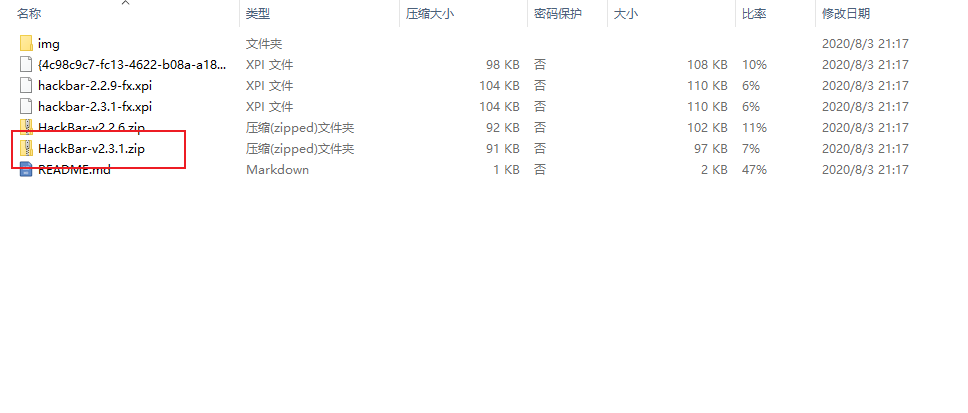 名称 类型 压缩大小 密码保护 大小 比率 修改日期
img 文件夹 2020/8/3 21:17
{4c98c9c7-fc13-4622-b08a-a18... XPI 文件 98 KB 否 108 KB 10% 2020/8/3 21:17
hackbar-2.2.9-fx.xpi XPI 文件 104 KB 否 110 KB 6% 2020/8/3 21:17
hackbar-2.3.1-fx.xpi XPI 文件 104 KB 否 110 KB 6% 2020/8/3 21:17
HackBar-v2.2.6.zip 压缩(zipped)文件夹 92 KB 否 102 KB 11% 2020/8/3 21:17
HackBar-v2.3.1.zip 压缩(zipped)文件夹 91 KB 否 97 KB 7% 2020/8/3 21:17
README.md Markdown 1 KB 否 2 KB 47% 2020/8/3 21:17